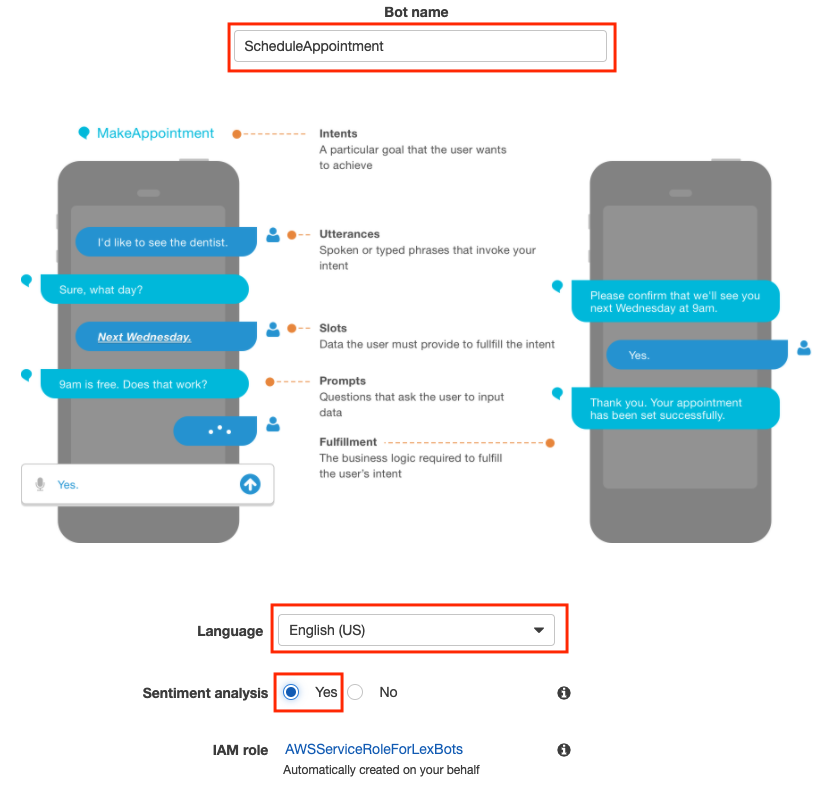 Bot name
ScheduleAppointment
MakeAppointment
Intents
A particular goal that the user wants
to achieve
I'd like to see the dentist.
Utterances
Spoken or typed phrases that invoke your
intent
Sure, what day?
Next Wednesday.
Slots
Data the user must provide to fullfill the intent
9am is free. Does that work?
Prompts
Questions that ask the user to input
data
Fulfillment
The business logic required to fulfill
the user's intent
Yes.
Please confirm that we'll see you
next Wednesday at 9am.
Yes.
Thank you. Your appointment
has been set successfully.
Language
English (US)
Sentiment analysis
Yes
No
IAM role
AWSServiceRoleForLexBots
Automatically created on your behalf